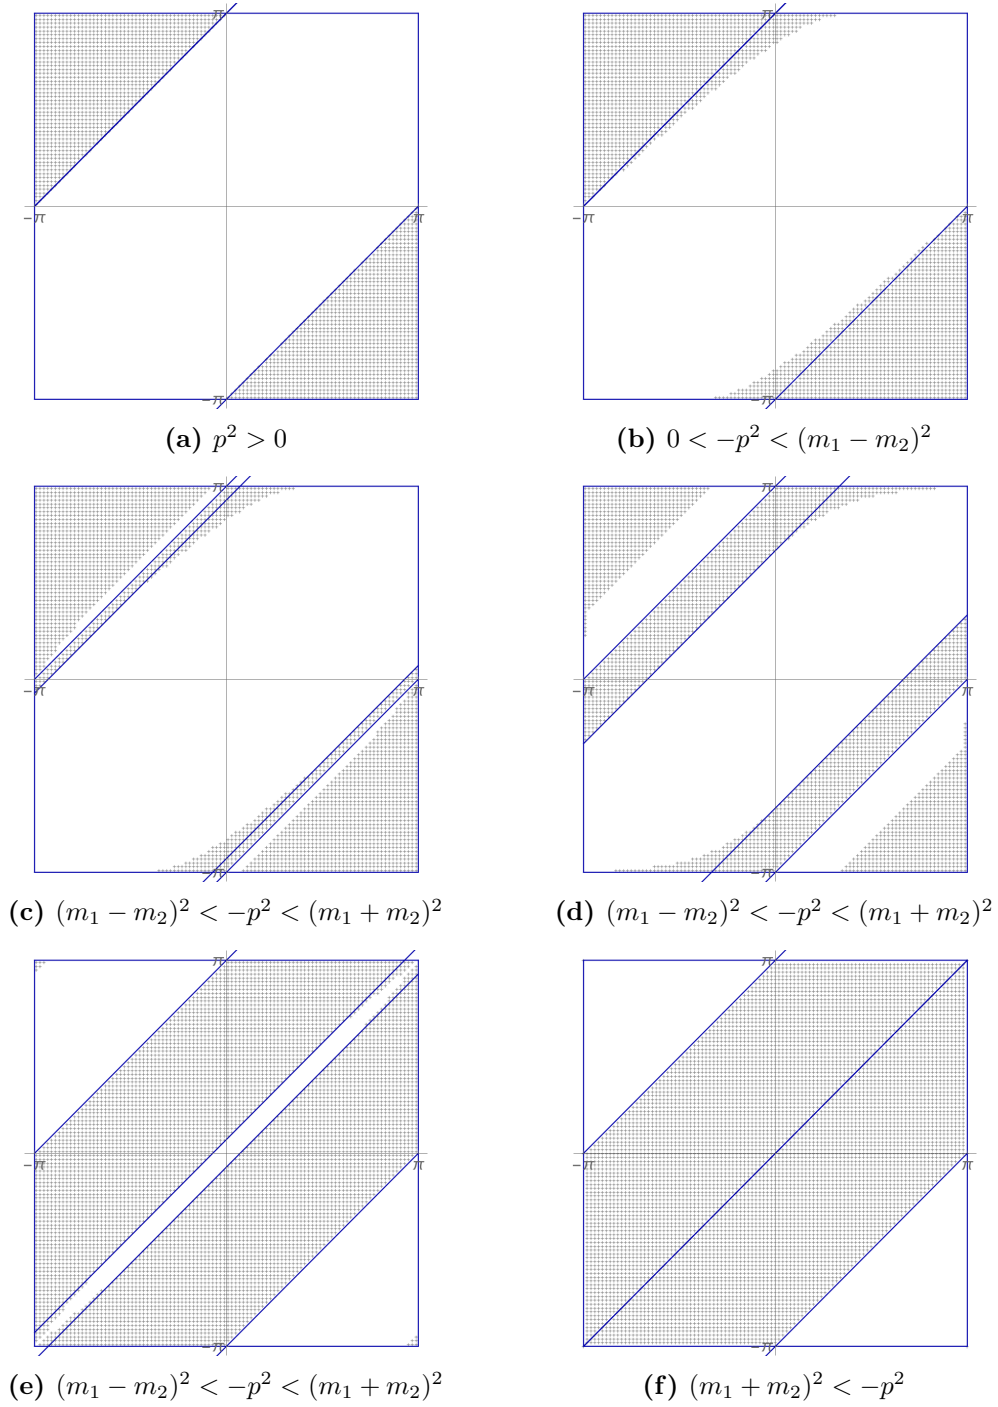 π π
−π π −π π
−π −π
(a) p² > 0 (b) 0 < −p² < (m₁ − m₂)²
π π
−π π −π π
−π −π
(c) (m₁ − m₂)² < −p² < (m₁ + m₂)² (d) (m₁ − m₂)² < −p² < (m₁ + m₂)²
π π
−π π −π π
−π −π
(e) (m₁ − m₂)² < −p² < (m₁ + m₂)² (f) (m₁ + m₂)² < −p²